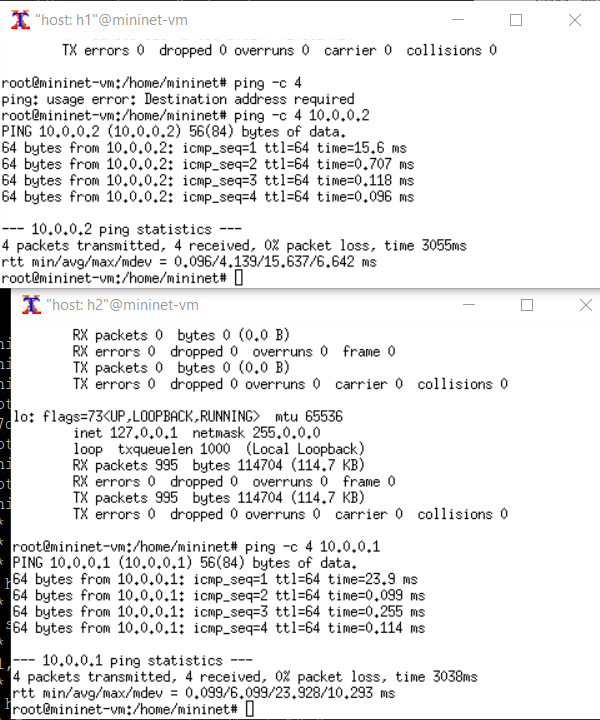 "host: h1"@mininet-vm
TX errors 0  dropped 0 overruns 0  carrier 0  collisions 0
root@mininet-vm:/home/mininet# ping -c 4
ping: usage error: Destination address required
root@mininet-vm:/home/mininet# ping -c 4 10.0.0.2
PING 10.0.0.2 (10.0.0.2) 56(84) bytes of data.
64 bytes from 10.0.0.2: icmp_seq=1 ttl=64 time=15.6 ms
64 bytes from 10.0.0.2: icmp_seq=2 ttl=64 time=0.707 ms
64 bytes from 10.0.0.2: icmp_seq=3 ttl=64 time=0.118 ms
64 bytes from 10.0.0.2: icmp_seq=4 ttl=64 time=0.096 ms
--- 10.0.0.2 ping statistics ---
4 packets transmitted, 4 received, 0% packet loss, time 3055ms
rtt min/avg/max/mdev = 0.096/4.139/15.637/6.642 ms
root@mininet-vm:/home/mininet#
"host: h2"@mininet-vm
RX packets 0  bytes 0 (0.0 B)
RX errors 0  dropped 0  overruns 0  frame 0
TX packets 0  bytes 0 (0.0 B)
TX errors 0  dropped 0 overruns 0  carrier 0  collisions 0
lo: flags=73<UP,LOOPBACK,RUNNING>  mtu 65536
inet 127.0.0.1  netmask 255.0.0.0
loop  txqueuelen 1000  (Local Loopback)
RX packets 995  bytes 114704 (114.7 KB)
RX errors 0  dropped 0  overruns 0  frame 0
TX packets 995  bytes 114704 (114.7 KB)
TX errors 0  dropped 0 overruns 0  carrier 0  collisions 0
root@mininet-vm:/home/mininet# ping -c 4 10.0.0.1
PING 10.0.0.1 (10.0.0.1) 56(84) bytes of data.
64 bytes from 10.0.0.1: icmp_seq=1 ttl=64 time=23.9 ms
64 bytes from 10.0.0.1: icmp_seq=2 ttl=64 time=0.099 ms
64 bytes from 10.0.0.1: icmp_seq=3 ttl=64 time=0.255 ms
64 bytes from 10.0.0.1: icmp_seq=4 ttl=64 time=0.114 ms
--- 10.0.0.1 ping statistics ---
4 packets transmitted, 4 received, 0% packet loss, time 3038ms
rtt min/avg/max/mdev = 0.099/6.099/23.928/10.293 ms
root@mininet-vm:/home/mininet#